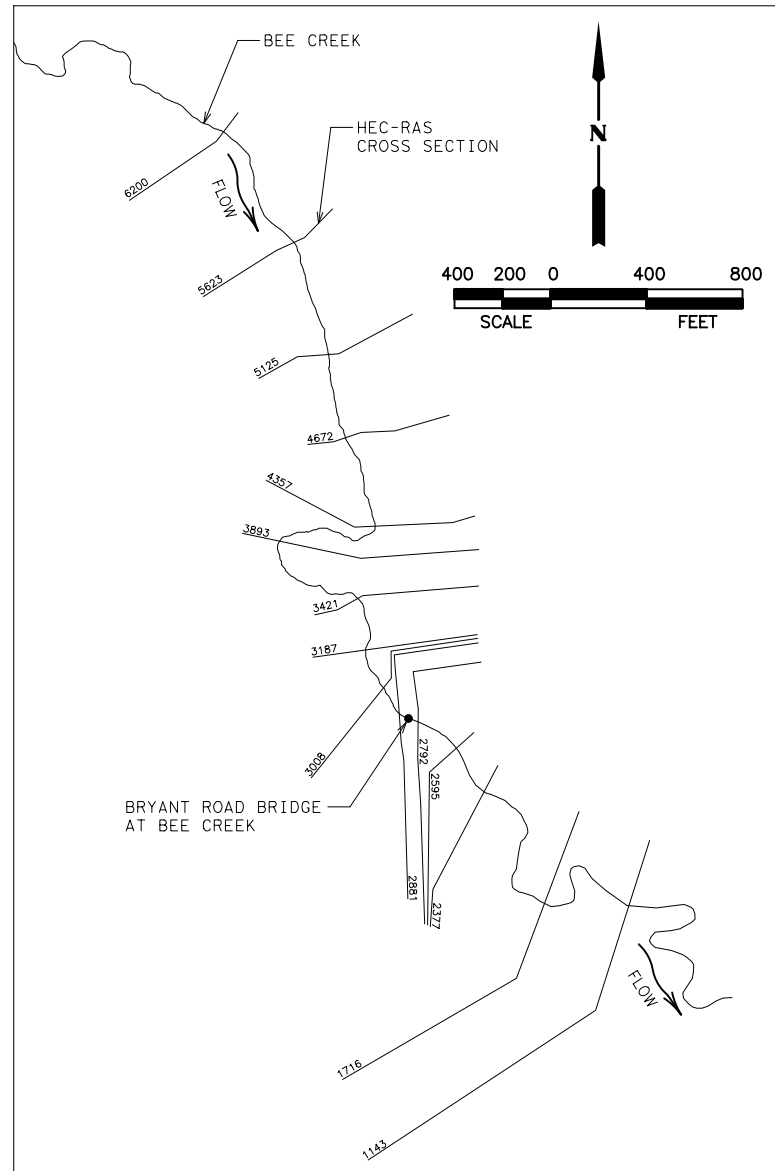 BEE CREEK
HEC-RAS
CROSS SECTION
N
6200
FLOW
5623
400 200 0 400 800
SCALE FEET
5125
4672
4357
3893
3421
3187
3008
2792
2595
BRYANT ROAD BRIDGE
AT BEE CREEK
2881
2377
FLOW
1716
1143